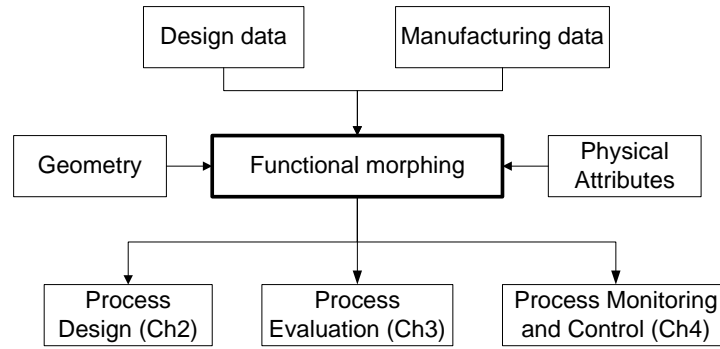 Design data
Manufacturing data
Geometry
Functional morphing
Physical
Attributes
Process
Design (Ch2)
Process
Evaluation (Ch3)
Process Monitoring
and Control (Ch4)